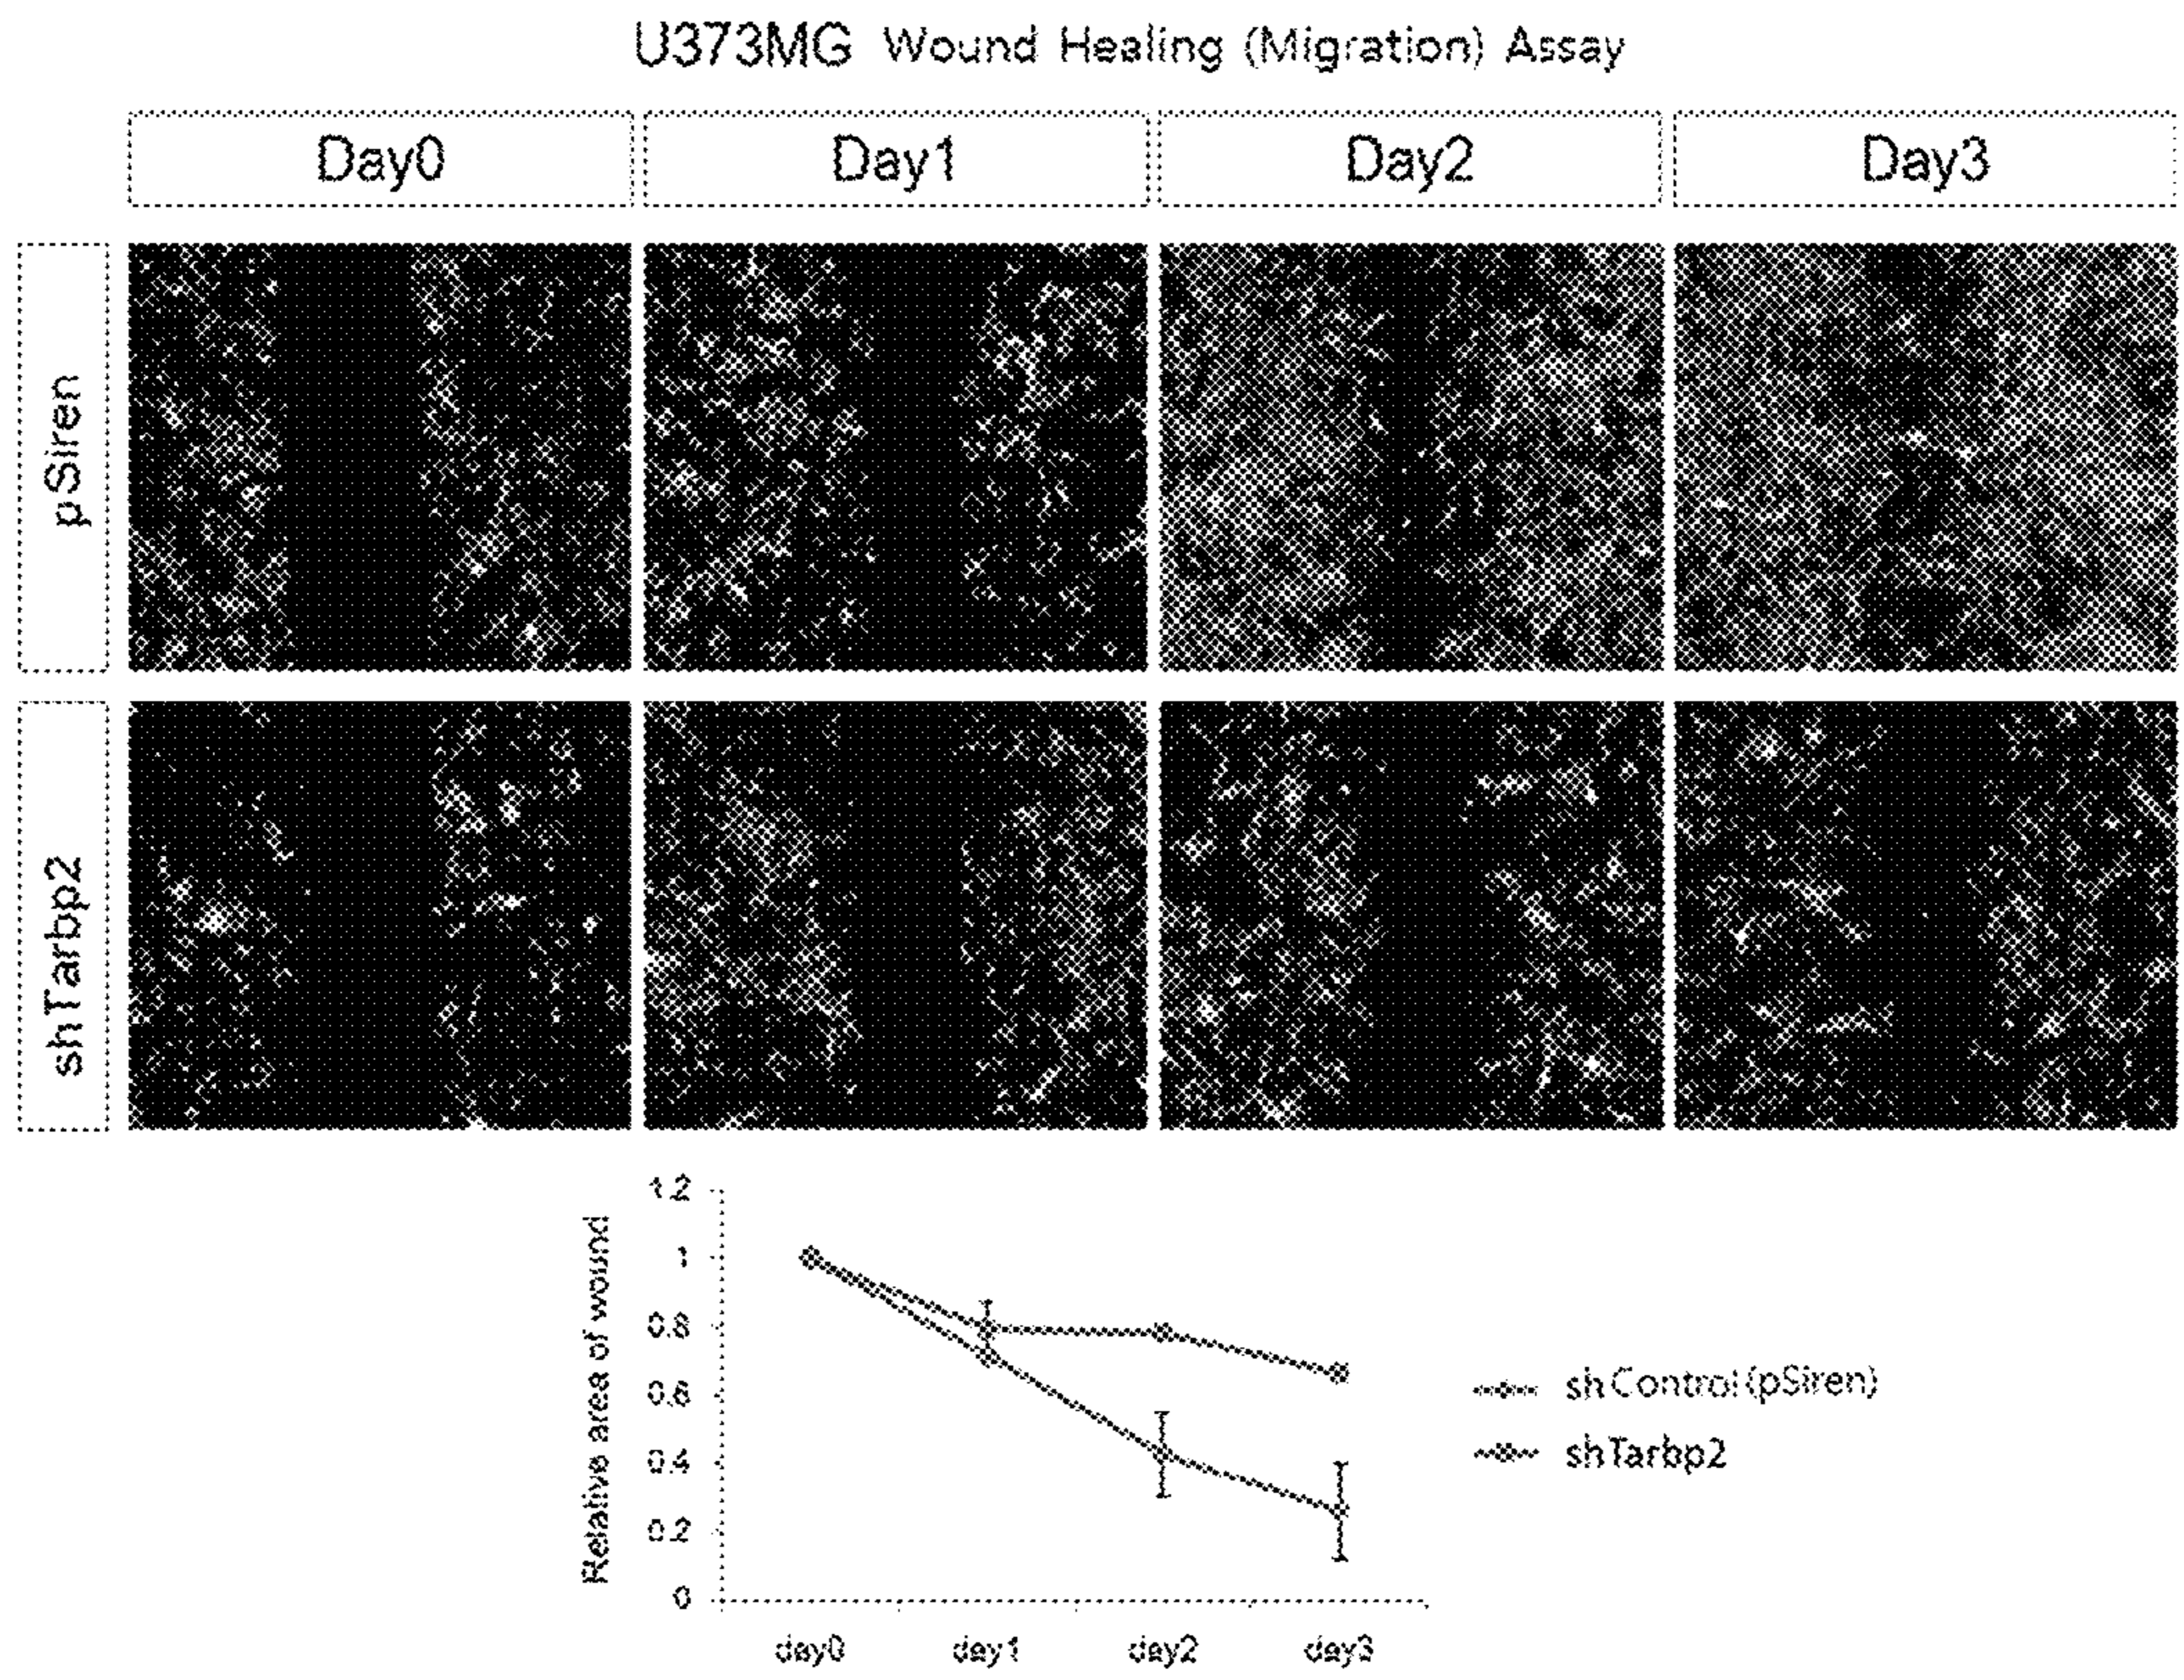 U373MG Wound Healing (Migration) Assay
Day0 Day1 Day2 Day3
pSiren
shTarbp2
Relative area of wound
1.2
1
0.8
0.6
0.4
0.2
0
day0 day1 day2 day3
shControl (pSiren)
shTarbp2